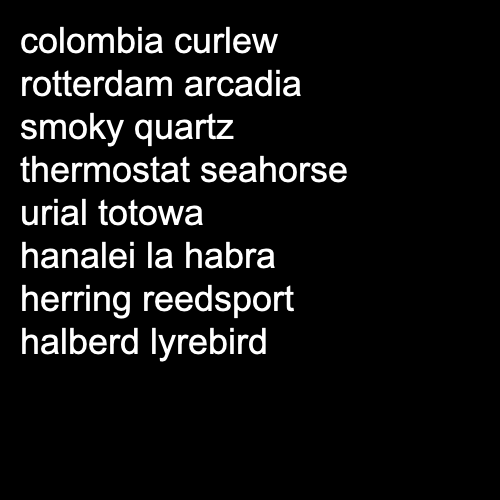 colombia curlew
rotterdam arcadia
smoky quartz
thermostat seahorse
urial totowa
hanalei la habra
herring reedsport
halberd lyrebird